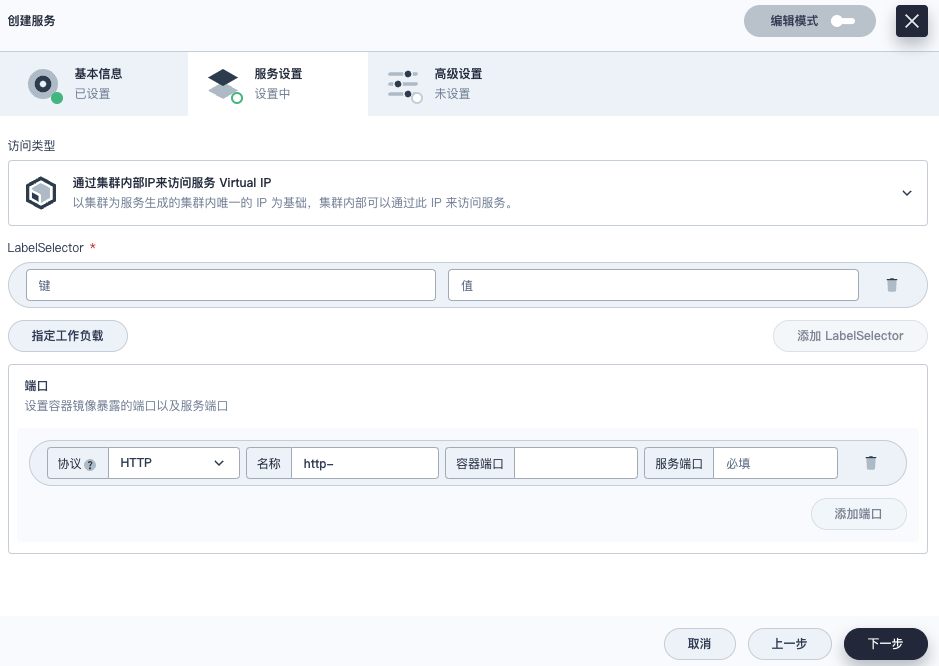 创建服务
编辑模式
基本信息
已设置
服务设置
设置中
高级设置
未设置
访问类型
通过集群内部IP来访问服务 Virtual IP
以集群为服务生成的集群内唯一的 IP 为基础，集群内部可以通过此 IP 来访问服务。
LabelSelector *
键 值
指定工作负载 添加 LabelSelector
端口
设置容器镜像暴露的端口以及服务端口
协议 ? HTTP 名称 http- 容器端口 服务端口 必填
添加端口
取消 上一步 下一步